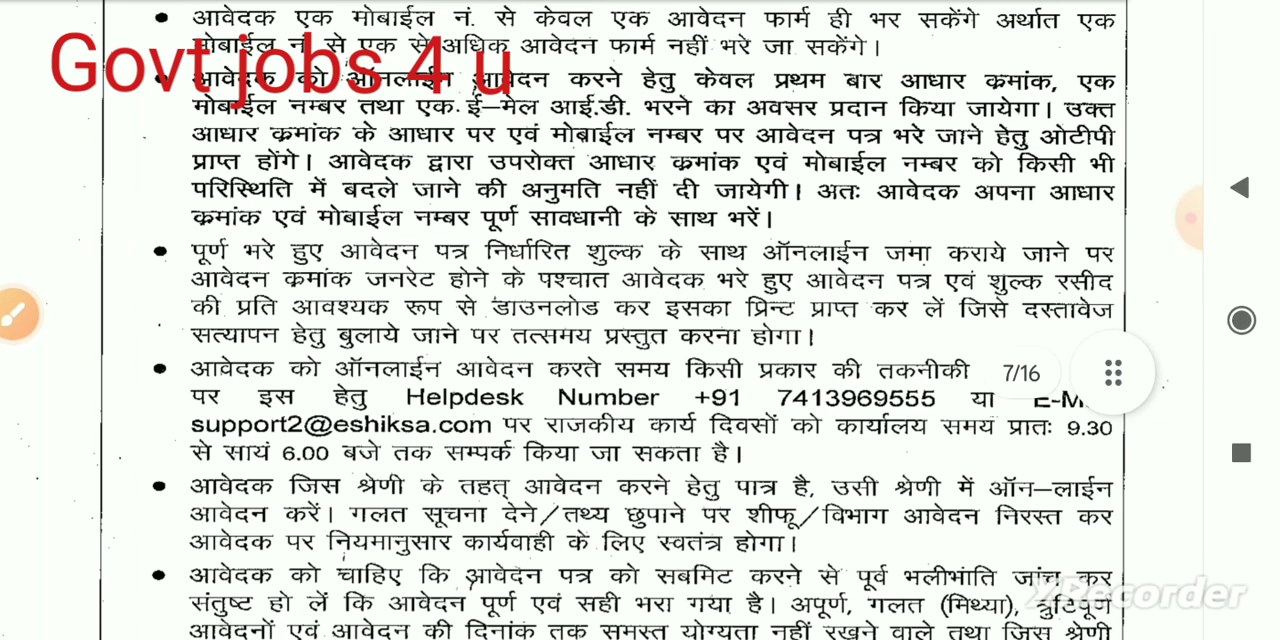 आवेदक एक मोबाईल नं. से केवल एक आवेदन फार्म ही भर सकेंगे अर्थात एक
मोबाईल नं. से एक से अधिक आवेदन फार्म नहीं भरे जा सकेंगे।
Govt jobs 4 u
आवेदक को ऑनलाईन आवेदन करने हेतु केवल प्रथम बार आधार क्रमांक, एक
मोबाईल नम्बर तथा एक ई–मेल आई.डी. भरने का अवसर प्रदान किया जायेगा। उक्त
आधार क्रमांक के आधार पर एवं मोबाईल नम्बर पर आवेदन पत्र भरे जाने हेतु ओटीपी
प्राप्त होंगे। आवेदक द्वारा उपरोक्त आधार क्रमांक एवं मोबाईल नम्बर को किसी भी
परिस्थिति में बदले जाने की अनुमति नहीं दी जायेगी। अतः आवेदक अपना आधार
क्रमांक एवं मोबाईल नम्बर पूर्ण सावधानी के साथ भरें।
पूर्ण भरे हुए आवेदन पत्र निर्धारित शुल्क के साथ ऑनलाईन जमा कराये जाने पर
आवेदन क्रमांक जनरेट होने के पश्चात आवेदक भरे हुए आवेदन पत्र एवं शुल्क रसीद
की प्रति आवश्यक रूप से डाउनलोड कर इसका प्रिन्ट प्राप्त कर लें जिसे दस्तावेज
सत्यापन हेतु बुलाये जाने पर तत्समय प्रस्तुत करना होगा।
आवेदक को ऑनलाईन आवेदन करते समय किसी प्रकार की तकनीकी
7/16
पर इस हेतु Helpdesk Number +91 7413969555 या E-M
support2@eshiksa.com पर राजकीय कार्य दिवसों को कार्यालय समय प्रातः 9.30
से सायं 6.00 बजे तक सम्पर्क किया जा सकता है।
आवेदक जिस श्रेणी के तहत् आवेदन करने हेतु पात्र है, उसी श्रेणी में ऑन–लाईन
आवेदन करें। गलत सूचना देने/तथ्य छुपाने पर शीफू/विभाग आवेदन निरस्त कर
आवेदक पर नियमानुसार कार्यवाही के लिए स्वतंत्र होगा।
आवेदक को चाहिए कि आवेदन पत्र को सबमिट करने से पूर्व भलीभांति जांच कर
संतुष्ट हो लें कि आवेदन पूर्ण एवं सही भरा गया है। अपूर्ण, गलत (मिथ्या), त्रुटिपूर्ण
XRecorder
आवेदनों एवं आवेदन की दिनांक तक समस्त योग्यता नहीं रखने वाले तथा जिस श्रेणी